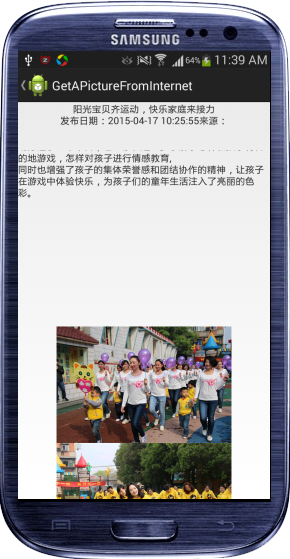 SAMSUNG
64% 11:39 AM
GetAPictureFromInternet
阳光宝贝齐运动，快乐家庭来接力
发布日期：2015-04-17 10:25:55来源：
的地游戏，怎样对孩子进行情感教育,
同时也增强了孩子的集体荣誉感和团结协作的精神，让孩子
在游戏中体验快乐，为孩子们的童年生活注入了亮丽的色
彩。